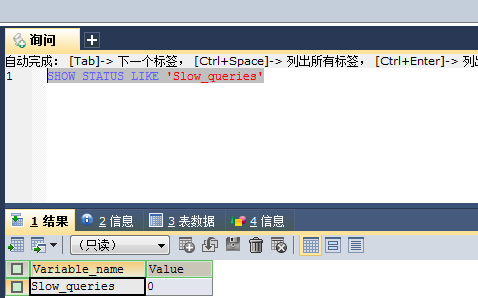 询问
自动完成: [Tab]-> 下一个标签, [Ctrl+Space]-> 列出所有标签, [Ctrl+Enter]-> 列出
1 SHOW STATUS LIKE 'Slow_queries'
1 结果 2 信息 3 表数据 4 信息
(只读)
Variable_name Value
Slow_queries 0